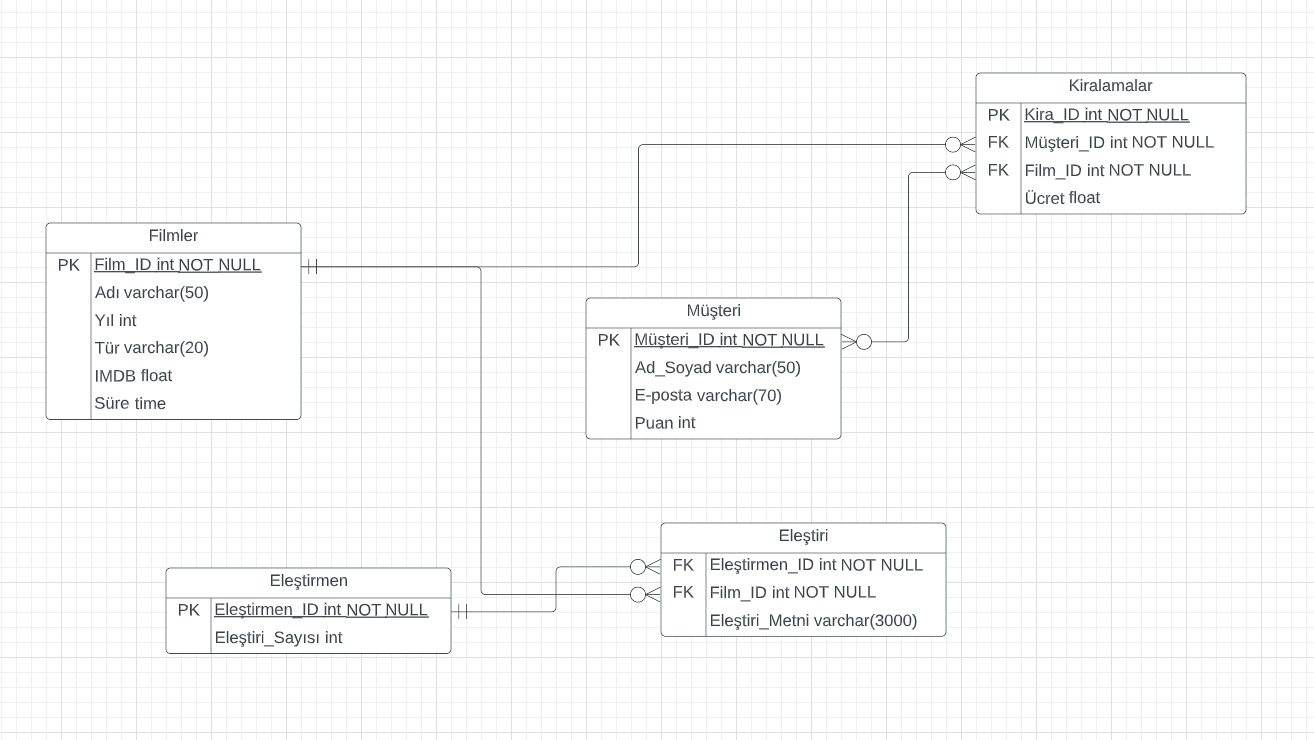 Kiralamalar
PK Kira_ID int NOT NULL
FK Müşteri_ID int NOT NULL
FK Film_ID int NOT NULL
Ücret float
Filmler
PK Film_ID int NOT NULL
Adı varchar(50)
Yıl int
Tür varchar(20)
IMDB float
Süre time
Müşteri
PK Müşteri_ID int NOT NULL
Ad_Soyad varchar(50)
E-posta varchar(70)
Puan int
Eleştiri
FK Eleştirmen_ID int NOT NULL
FK Film_ID int NOT NULL
Eleştiri_Metni varchar(3000)
Eleştirmen
PK Eleştirmen_ID int NOT NULL
Eleştiri_Sayısı int